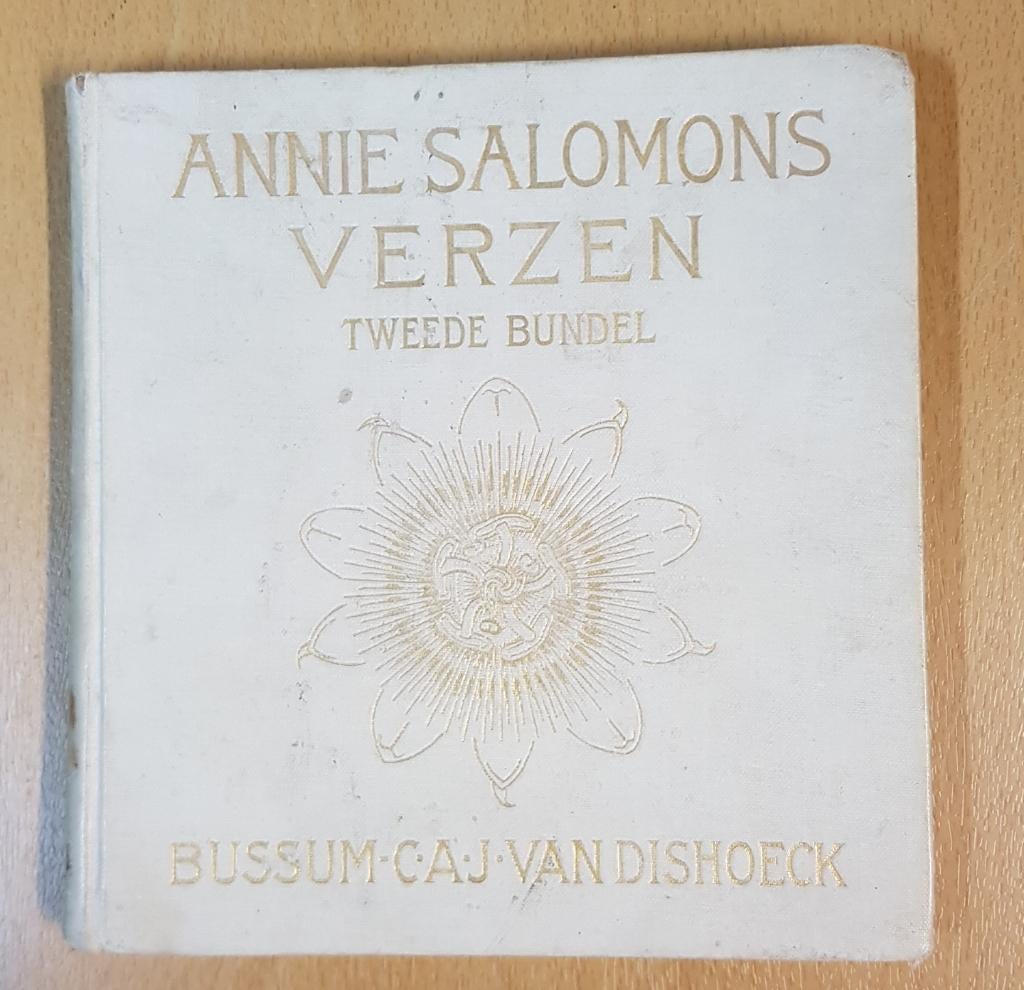 ANNIE SALOMONS
VERZEN
TWEEDE BUNDEL
BUSSUM-C·A·J·VAN DISHOECK